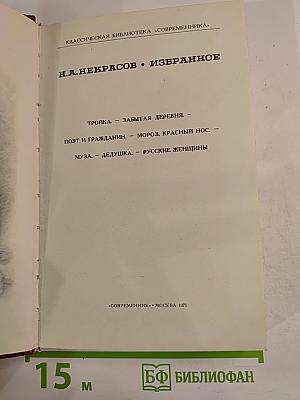 КЛАССИЧЕСКАЯ БИБЛИОТЕКА «СОВРЕМЕННИКА»
Н.А.НЕКРАСОВ • ИЗБРАННОЕ
ТРОЙКА. — ЗАБЫТАЯ ДЕРЕВНЯ. —
ПОЭТ И ГРАЖДАНИН. — МОРОЗ, КРАСНЫЙ НОС. —
МУЗА. — ДЕДУШКА. — РУССКИЕ ЖЕНЩИНЫ
«СОВРЕМЕННИК» • МОСКВА 1971
15 м БФ БИБЛИОФАН